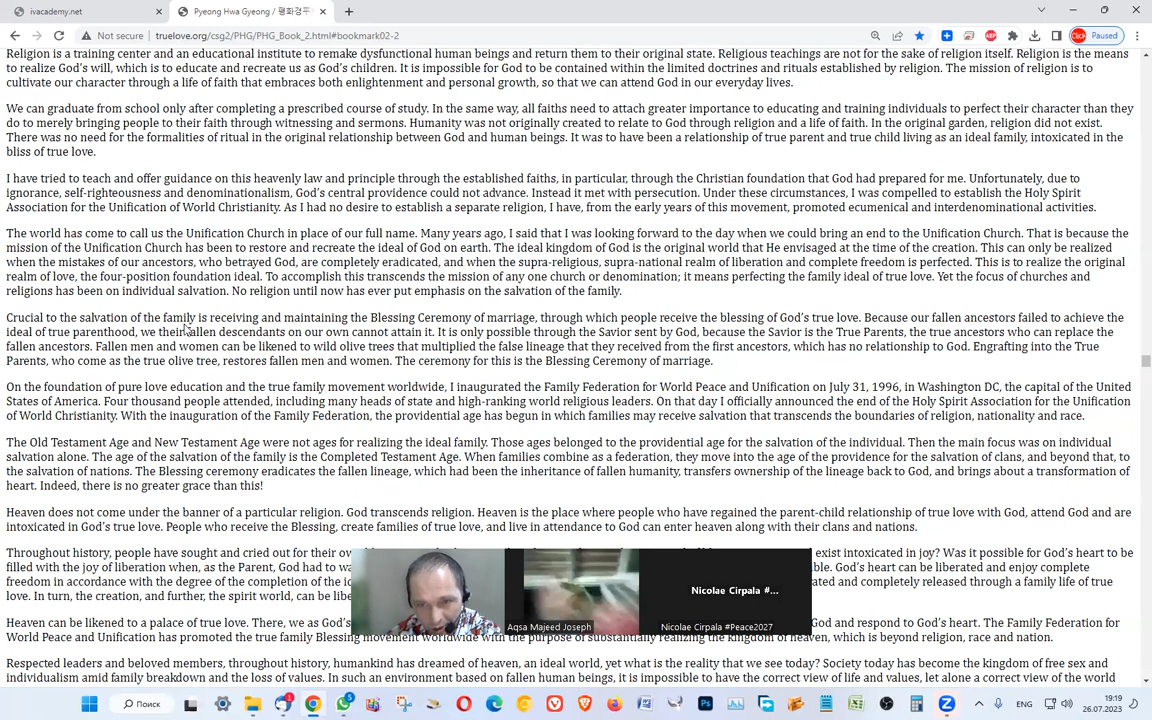 ivacademy.net
Pyeong Hwa Gyeong / 평화경
Not secure
truelove.org/csg2/PHG/PHG_Book_2.html#bookmark02-2
Paused
Religion is a training center and an educational institute to remake dysfunctional human beings and return them to their original state. Religious teachings are not for the sake of religion itself. Religion is the means
to realize God's will, which is to educate and recreate us as God's children. It is impossible for God to be contained within the limited doctrines and rituals established by religion. The mission of religion is to
cultivate our character through a life of faith that embraces both enlightenment and personal growth, so that we can attend God in our everyday lives.
We can graduate from school only after completing a prescribed course of study. In the same way, all faiths need to attach greater importance to educating and training individuals to perfect their character than they
do to merely bringing people to their faith through witnessing and sermons. Humanity was not originally created to relate to God through religion and a life of faith. In the original garden, religion did not exist.
There was no need for the formalities of ritual in the original relationship between God and human beings. It was to have been a relationship of true parent and true child living as an ideal family, intoxicated in the
bliss of true love.
I have tried to teach and offer guidance on this heavenly law and principle through the established faiths, in particular, through the Christian foundation that God had prepared for me. Unfortunately, due to
ignorance, self-righteousness and denominationalism, God's central providence could not advance. Instead it met with persecution. Under these circumstances, I was compelled to establish the Holy Spirit
Association for the Unification of World Christianity. As I had no desire to establish a separate religion, I have, from the early years of this movement, promoted ecumenical and interdenominational activities.
The world has come to call us the Unification Church in place of our full name. Many years ago, I said that I was looking forward to the day when we could bring an end to the Unification Church. That is because the
mission of the Unification Church has been to restore and recreate the ideal of God on earth. The ideal kingdom of God is the original world that He envisaged at the time of the creation. This can only be realized
when the mistakes of our ancestors, who betrayed God, are completely eradicated, and when the supra-religious, supra-national realm of liberation and complete freedom is perfected. This is to realize the original
realm of love, the four-position foundation ideal. To accomplish this transcends the mission of any one church or denomination; it means perfecting the family ideal of true love. Yet the focus of churches and
religions has been on individual salvation. No religion until now has ever put emphasis on the salvation of the family.
Crucial to the salvation of the family is receiving and maintaining the Blessing Ceremony of marriage, through which people receive the blessing of God's true love. Because our fallen ancestors failed to achieve the
ideal of true parenthood, we their fallen descendants on our own cannot attain it. It is only possible through the Savior sent by God, because the Savior is the True Parents, the true ancestors who can replace the
fallen ancestors. Fallen men and women can be likened to wild olive trees that multiplied the false lineage that they received from the first ancestors, which has no relationship to God. Engrafting into the True
Parents, who come as the true olive tree, restores fallen men and women. The ceremony for this is the Blessing Ceremony of marriage.
On the foundation of pure love education and the true family movement worldwide, I inaugurated the Family Federation for World Peace and Unification on July 31, 1996, in Washington DC, the capital of the United
States of America. Four thousand people attended, including many heads of state and high-ranking world religious leaders. On that day I officially announced the end of the Holy Spirit Association for the Unification
of World Christianity. With the inauguration of the Family Federation, the providential age has begun in which families may receive salvation that transcends the boundaries of religion, nationality and race.
The Old Testament Age and New Testament Age were not ages for realizing the ideal family. Those ages belonged to the providential age for the salvation of the individual. Then the main focus was on individual
salvation alone. The age of the salvation of the family is the Completed Testament Age. When families combine as a federation, they move into the age of the providence for the salvation of clans, and beyond that, to
the salvation of nations. The Blessing ceremony eradicates the fallen lineage, which had been the inheritance of fallen humanity, transfers ownership of the lineage back to God, and brings about a transformation of
heart. Indeed, there is no greater grace than this!
Heaven does not come under the banner of a particular religion. God transcends religion. Heaven is the place where people who have regained the parent-child relationship of true love with God, attend God and are
intoxicated in God's true love. People who receive the Blessing, create families of true love, and live in attendance to God can enter heaven along with their clans and nations.
Throughout history, people have sought and cried out for their exist intoxicated in joy? Was it possible for God's heart to be
filled with the joy of liberation when, as the Parent, God had to God's heart can be liberated and enjoy complete
freedom in accordance with the degree of the completion of the and completely released through a family life of true
love. In turn, the creation, and further, the spirit world, can be
Heaven can be likened to a palace of true love. There, we as God and respond to God's heart. The Family Federation for
World Peace and Unification has promoted the true family Blessing movement worldwide with the purpose of substantially realizing the kingdom of heaven, which is beyond religion, race and nation.
Respected leaders and beloved members, throughout history, humankind has dreamed of heaven, an ideal world, yet what is the reality that we see today? Society today has become the kingdom of free sex and
individualism amid family breakdown and the loss of values. In such an environment based on fallen human beings, it is impossible to have the correct view of life and values, let alone a correct view of the world
Aqsa Majeed Joseph
Nicolae Cirpala #...
Nicolae Cirpala #Peace2027
Поиск
ENG
19:19
26.07.2023